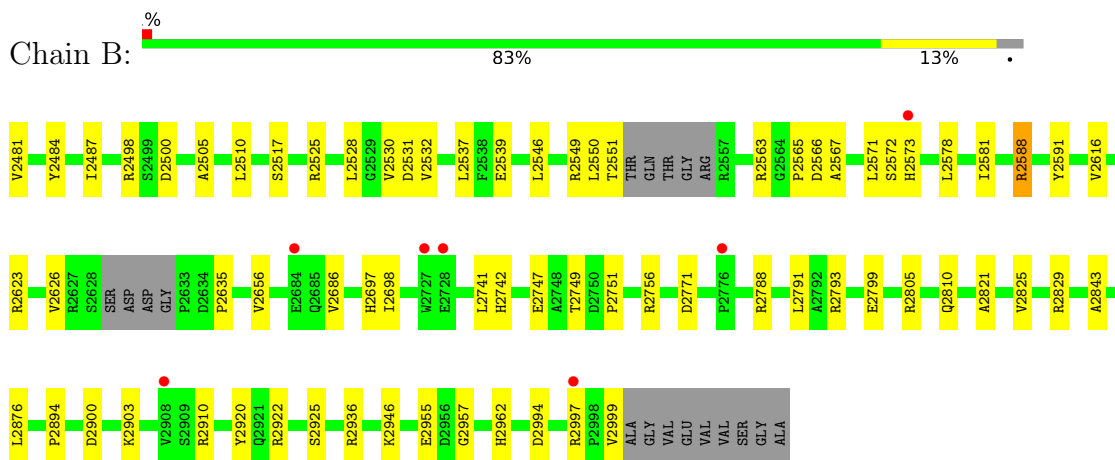 %
Chain B:
83% 13% •
V2481 Y2484 I2487 R2498 S2499 D2500 A2505 L2510 S2517 R2525 L2528 G2529 V2530 D2531 V2532 L2537 F2538 E2539 L2546 R2549 L2550 T2551 THR GLN THR GLY ARG R2557 R2563 G2564 P2565 D2566 A2567 L2571 S2572 H2573 L2578 I2581 R2588 Y2591 V2616
R2623 V2626 R2627 S2628 SER ASP ASP GLY P2633 D2634 P2635 V2656 E2684 Q2685 V2686 H2697 I2698 W2727 E2728 L2741 H2742 E2747 A2748 T2749 D2750 P2751 R2756 D2771 P2776 R2788 L2791 A2792 R2793 E2799 R2805 Q2810 A2821 V2825 R2829 A2843
L2876 P2894 D2900 K2903 V2908 S2909 R2910 Y2920 Q2921 R2922 S2925 R2936 K2946 E2955 D2956 G2957 H2962 D2994 R2997 P2998 V2999 ALA GLY VAL GLU VAL VAL SER GLY ALA